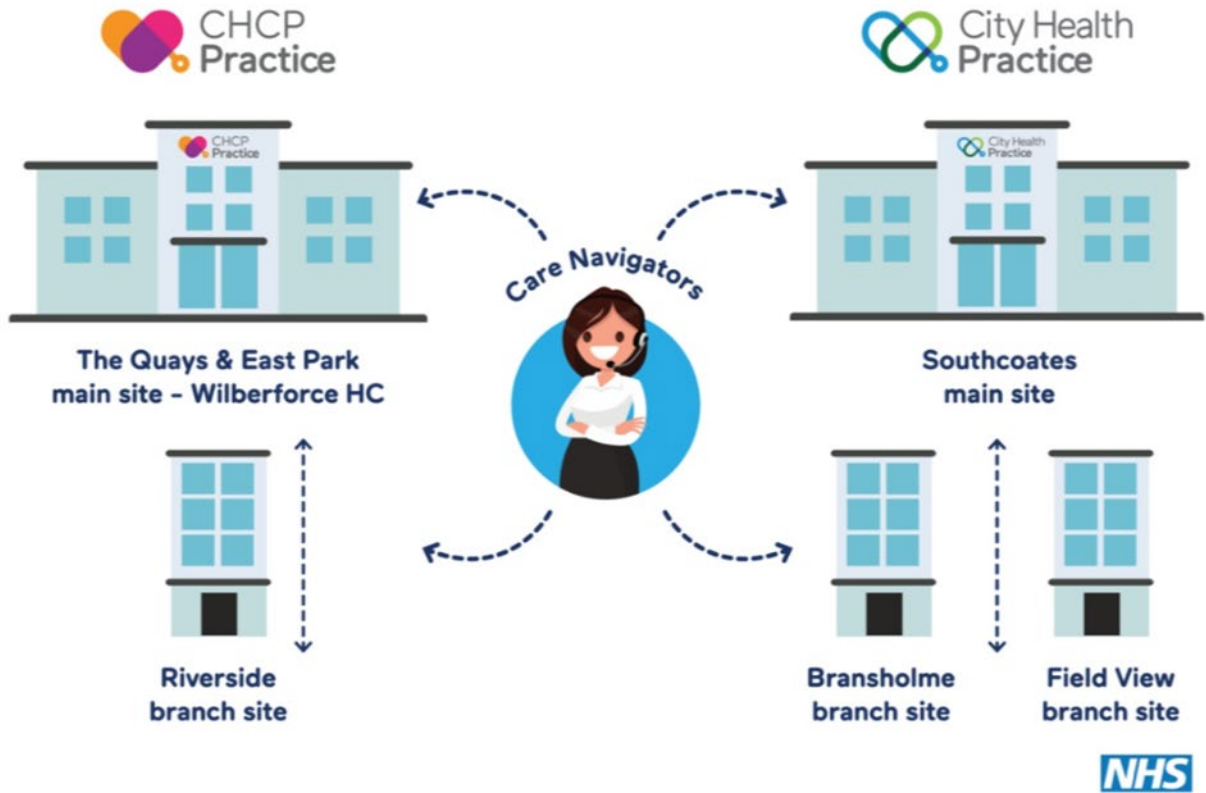 CHCP
Practice
City Health
Practice
CHCP
Practice
City Health
Practice
Care Navigators
The Quays & East Park
main site - Wilberforce HC
Southcoates
main site
Riverside
branch site
Bransholme
branch site
Field View
branch site
NHS